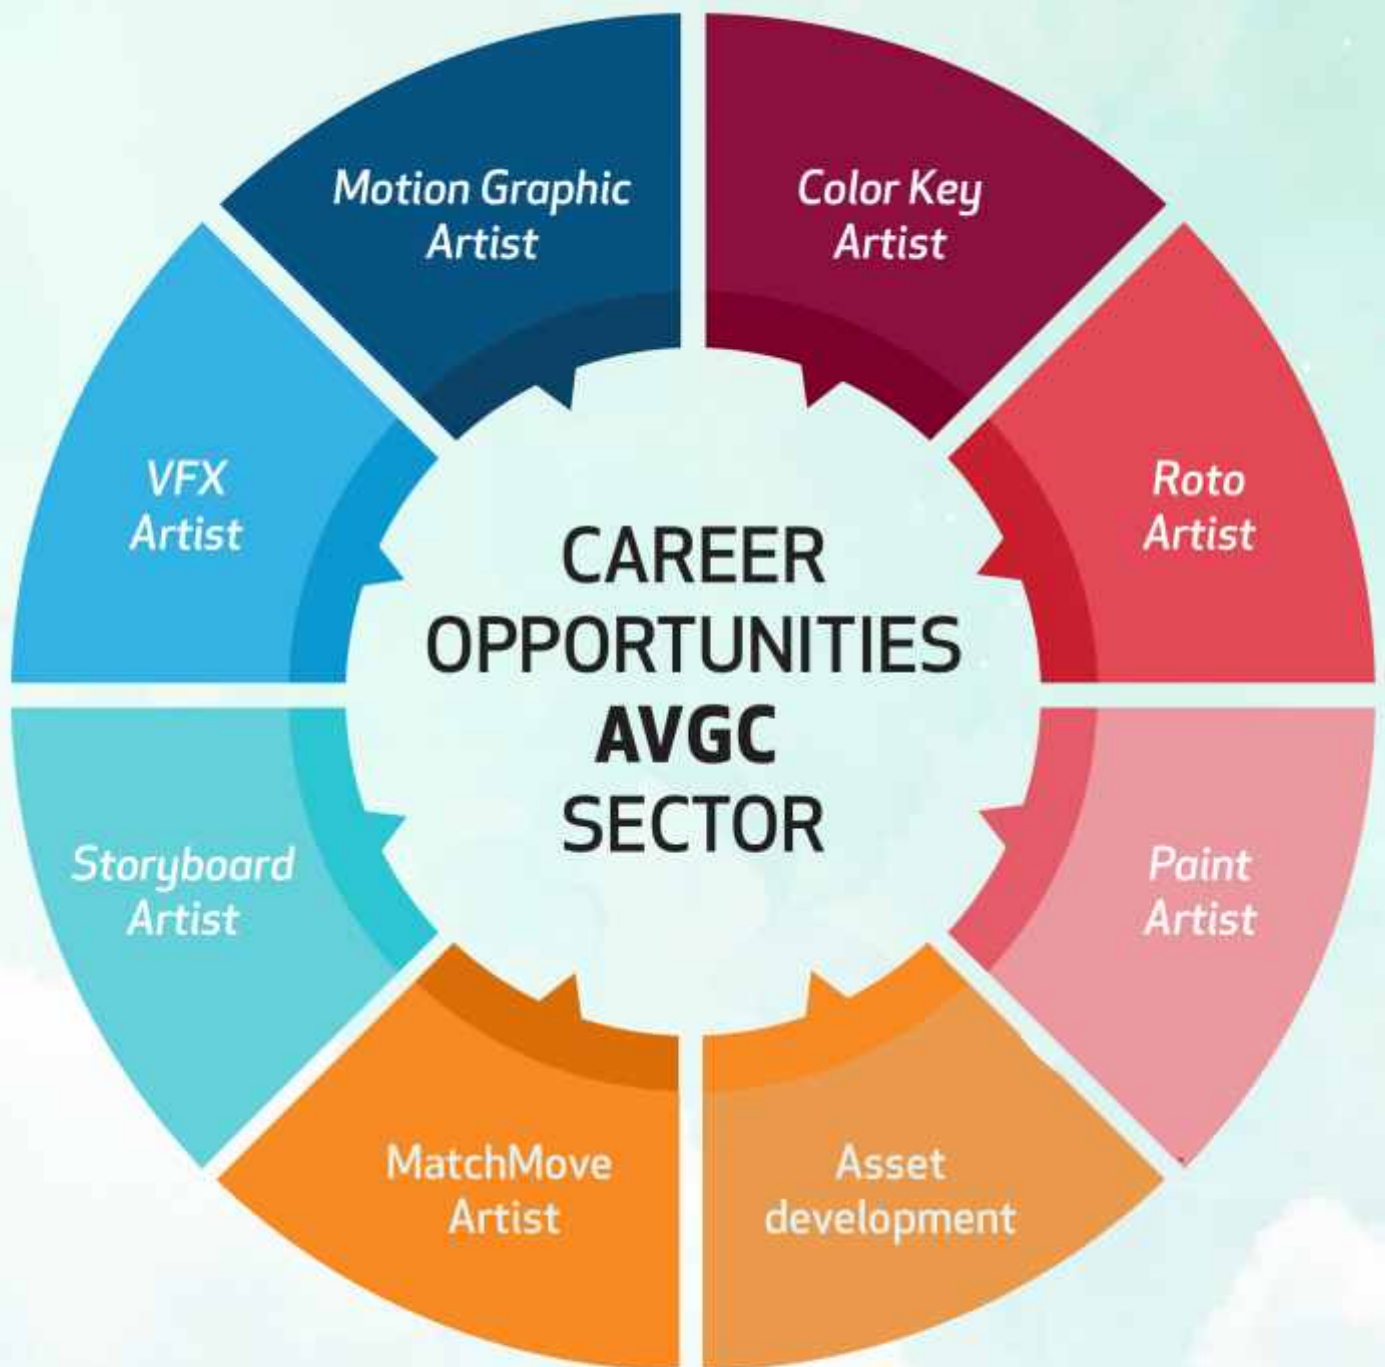 Motion Graphic
Artist
Color Key
Artist
VFX
Artist
Roto
Artist
CAREER
OPPORTUNITIES
AVGC
SECTOR
Storyboard
Artist
Paint
Artist
MatchMove
Artist
Asset
development